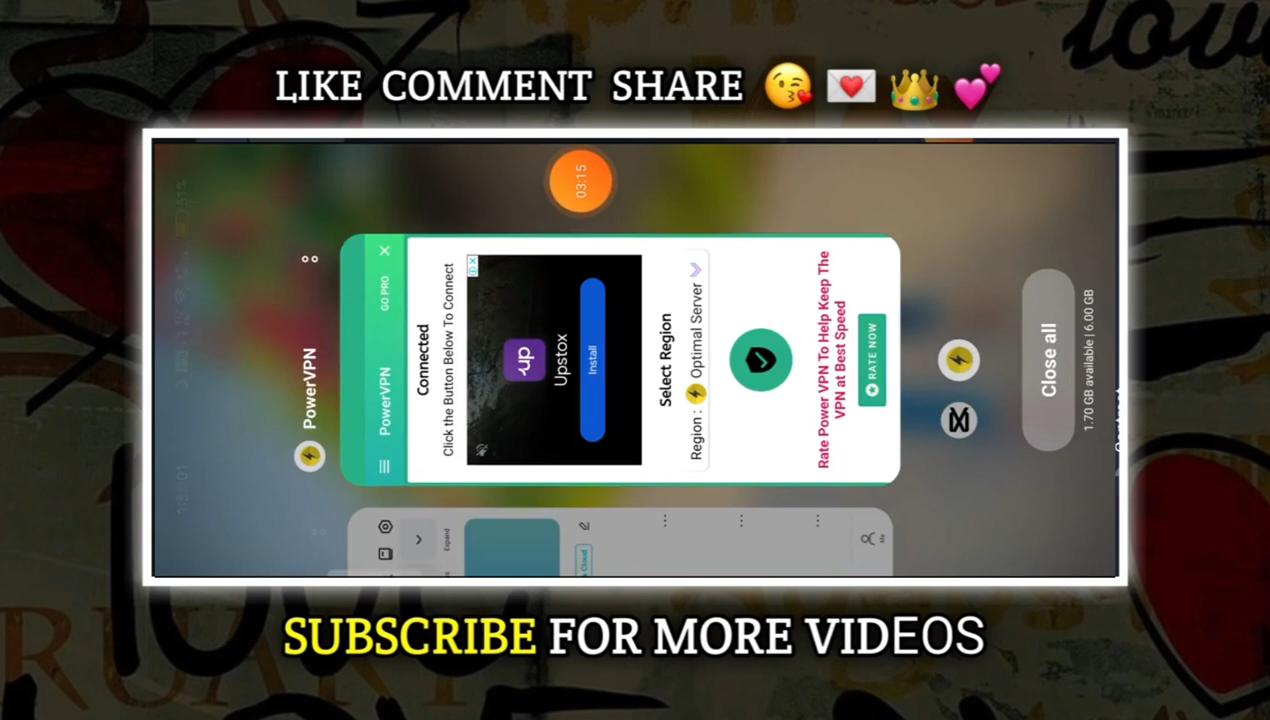 LIKE COMMENT SHARE 😘 💌 👑 💕
03:15
PowerVPN
PowerVPN GO PRO
Connected
Click the Button Below To Connect
Upstox
Install
Select Region
Region : Optimal Server
Rate Power VPN To Help Keep The
VPN at Best Speed
RATE NOW
Close all
1.70 GB available | 6.00 GB
Expand
Cloud
Me
SUBSCRIBE FOR MORE VIDEOS